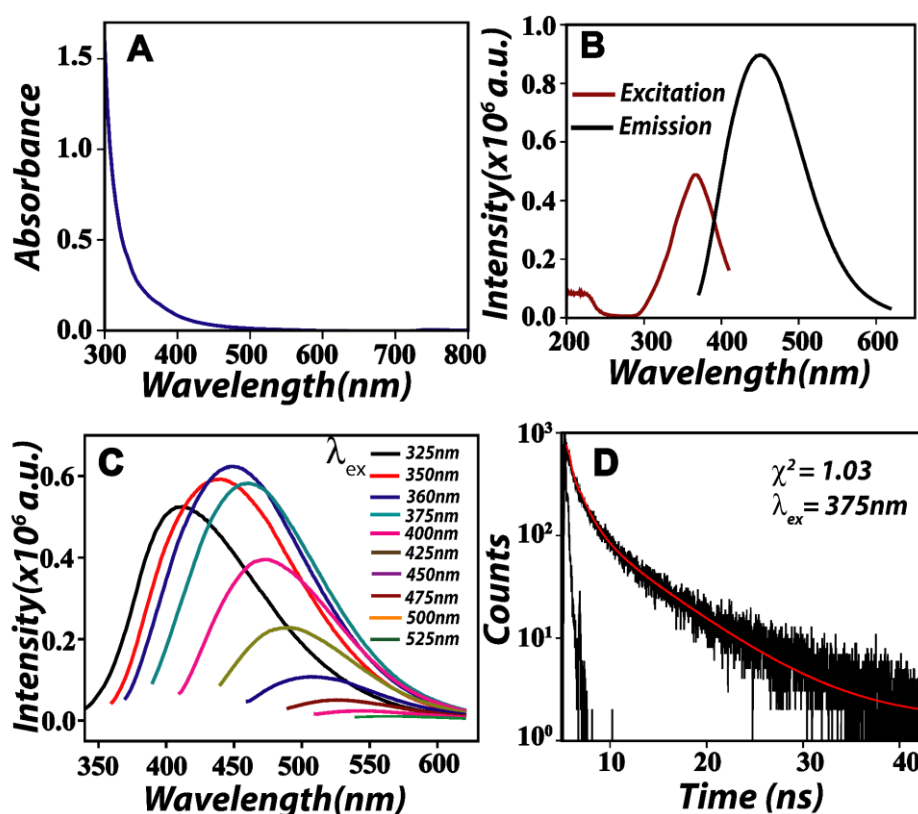 A
Absorbance
1.5
1.0
0.5
0.0
300 400 500 600 700 800
Wavelength(nm)
B
Intensity(x10⁶ a.u.)
1.0
0.8
0.6
0.4
0.2
0.0
Excitation
Emission
200 300 400 500 600
Wavelength(nm)
C
Intensity(x10⁶ a.u.)
0.6
0.4
0.2
0.0
λex
325nm
350nm
360nm
375nm
400nm
425nm
450nm
475nm
500nm
525nm
350 400 450 500 550 600
Wavelength(nm)
D
Counts
10³
10²
10¹
10⁰
χ² = 1.03
λex = 375nm
10 20 30 40
Time (ns)